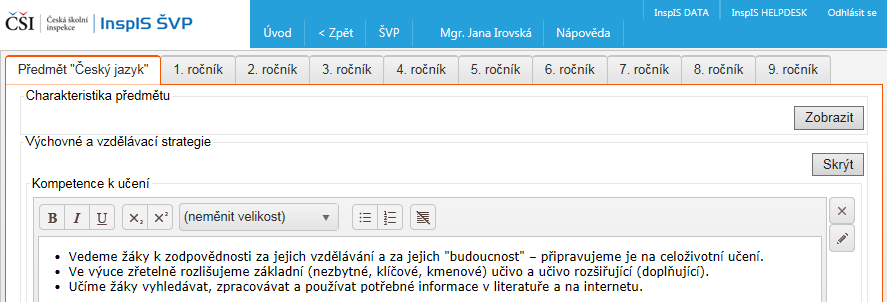 InspIS DATA InspIS HELPDESK Odhlásit se
ČŠI Česká školní inspekce InspIS ŠVP
Úvod < Zpět ŠVP Mgr. Jana Irovská Nápověda
Předmět "Český jazyk" 1. ročník 2. ročník 3. ročník 4. ročník 5. ročník 6. ročník 7. ročník 8. ročník 9. ročník
Charakteristika předmětu
Zobrazit
Výchovné a vzdělávací strategie
Skrýt
Kompetence k učení
B I U X₂ X² (neměnit velikost)
• Vedeme žáky k zodpovědnosti za jejich vzdělávání a za jejich "budoucnost" – připravujeme je na celoživotní učení.
• Ve výuce zřetelně rozlišujeme základní (nezbytné, klíčové, kmenové) učivo a učivo rozšiřující (doplňující).
• Učíme žáky vyhledávat, zpracovávat a používat potřebné informace v literatuře a na internetu.